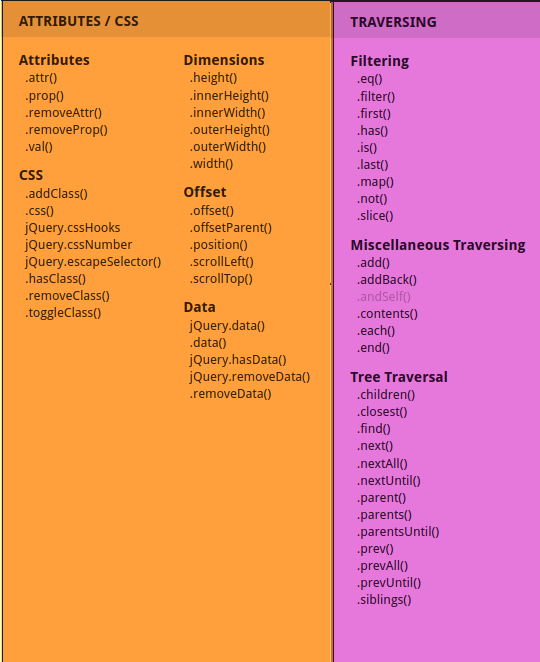 ATTRIBUTES / CSS
Attributes
.attr()
.prop()
.removeAttr()
.removeProp()
.val()
CSS
.addClass()
.css()
jQuery.cssHooks
jQuery.cssNumber
jQuery.escapeSelector()
.hasClass()
.removeClass()
.toggleClass()
Dimensions
.height()
.innerHeight()
.innerWidth()
.outerHeight()
.outerWidth()
.width()
Offset
.offset()
.offsetParent()
.position()
.scrollLeft()
.scrollTop()
Data
jQuery.data()
.data()
jQuery.hasData()
jQuery.removeData()
.removeData()
TRAVERSING
Filtering
.eq()
.filter()
.first()
.has()
.is()
.last()
.map()
.not()
.slice()
Miscellaneous Traversing
.add()
.addBack()
.andSelf()
.contents()
.each()
.end()
Tree Traversal
.children()
.closest()
.find()
.next()
.nextAll()
.nextUntil()
.parent()
.parents()
.parentsUntil()
.prev()
.prevAll()
.prevUntil()
.siblings()